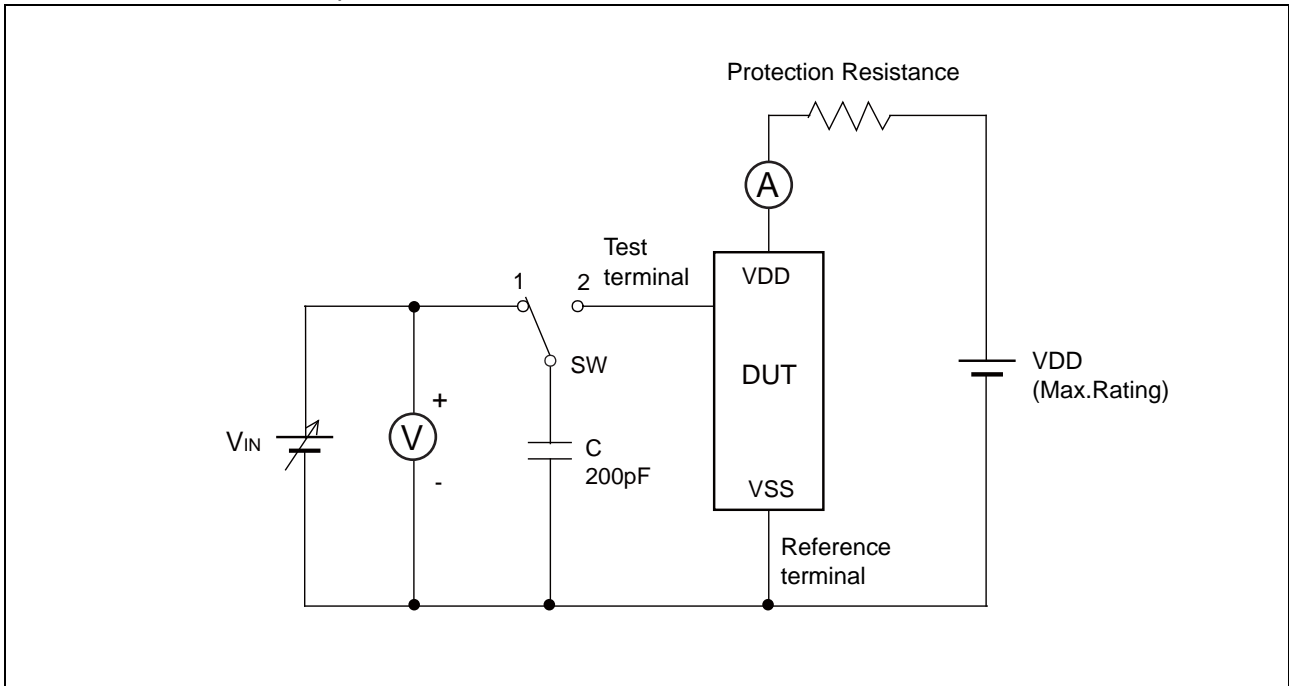 Protection Resistance
A
Test
terminal
1
2
VDD
SW
DUT
VDD
(Max.Rating)
+
VIN
V
C
200pF
-
VSS
Reference
terminal